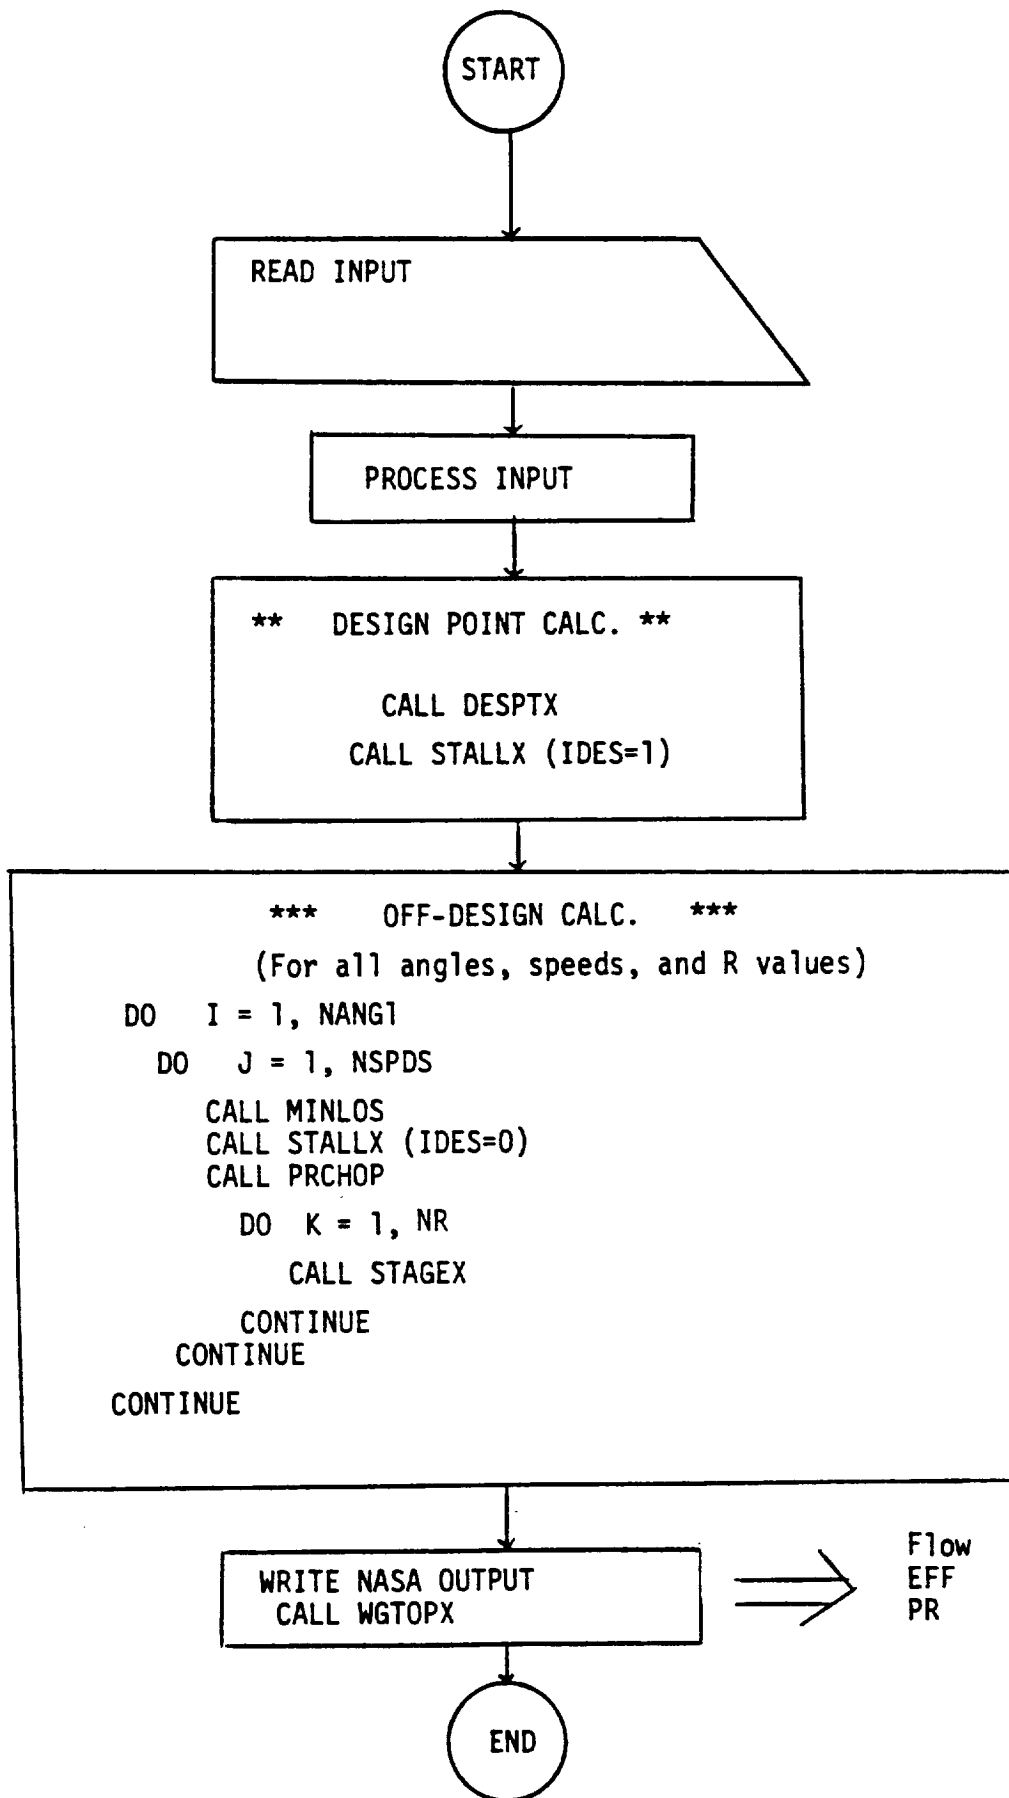 START
READ INPUT
PROCESS INPUT
** DESIGN POINT CALC. **
CALL DESPTX
CALL STALLX (IDES=1)
*** OFF-DESIGN CALC. ***
(For all angles, speeds, and R values)
DO I = 1, NANG1
DO J = 1, NSPDS
CALL MINLOS
CALL STALLX (IDES=0)
CALL PRCHOP
DO K = 1, NR
CALL STAGEX
CONTINUE
CONTINUE
CONTINUE
WRITE NASA OUTPUT
CALL WGTOPX
Flow
EFF
PR
END